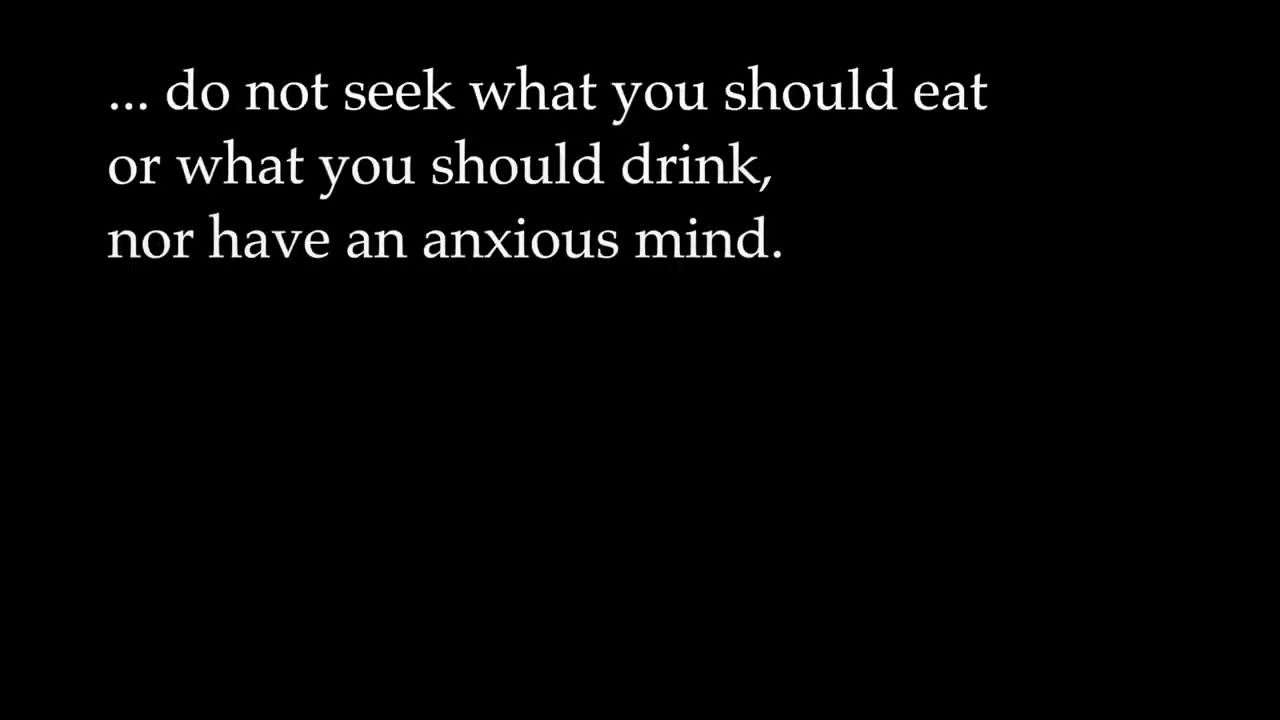 ... do not seek what you should eat
or what you should drink,
nor have an anxious mind.